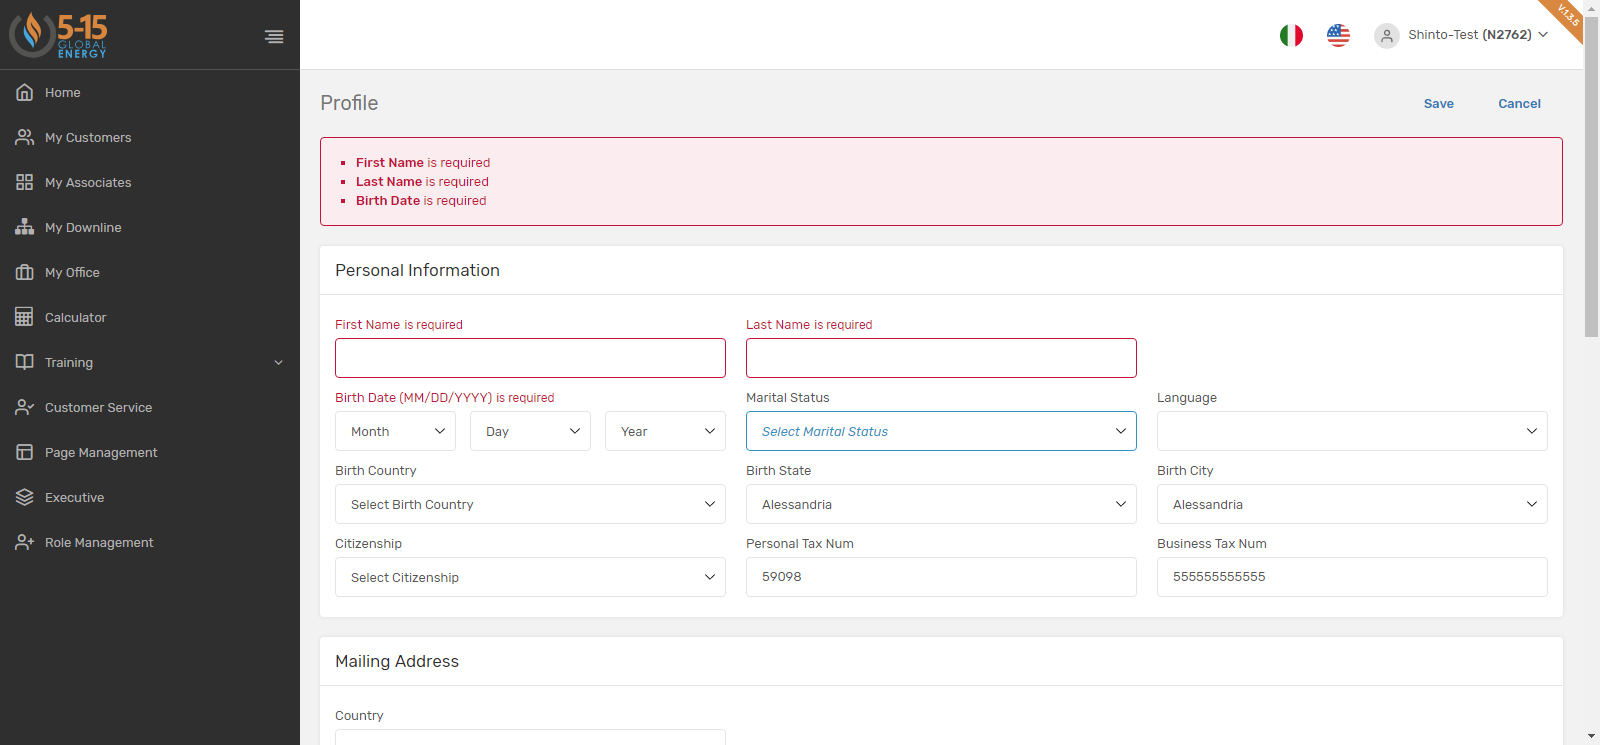 5-15
GLOBAL
ENERGY
Home
My Customers
My Associates
My Downline
My Office
Calculator
Training
Customer Service
Page Management
Executive
Role Management
Shinto-Test (N2762)
V.1.3.5
Profile
Save
Cancel
First Name is required
Last Name is required
Birth Date is required
Personal Information
First Name is required
Last Name is required
Birth Date (MM/DD/YYYY) is required
Marital Status
Language
Month
Day
Year
Select Marital Status
Birth Country
Birth State
Birth City
Select Birth Country
Alessandria
Alessandria
Citizenship
Personal Tax Num
Business Tax Num
Select Citizenship
59098
555555555555
Mailing Address
Country